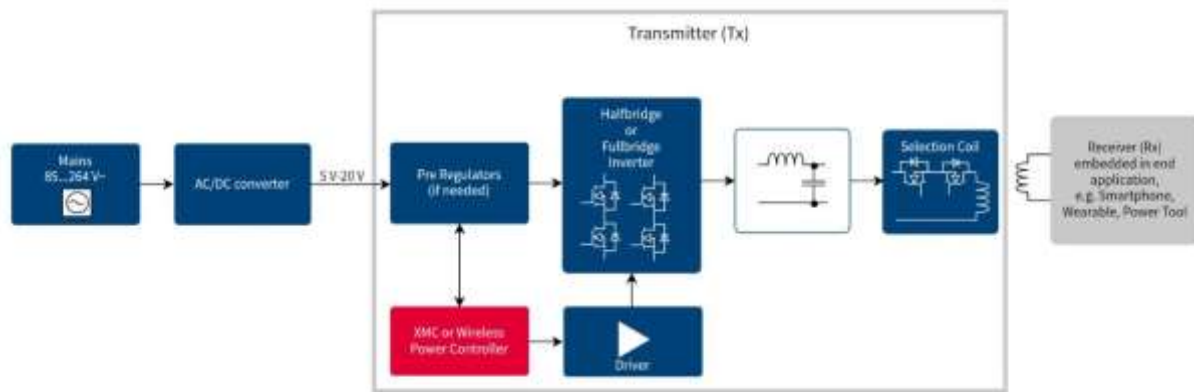 Transmitter (Tx)
Mains
85...264 V~
AC/DC converter
5 V-20 V
Pre Regulators
(if needed)
Halfbridge
or
Fullbridge
Inverter
Selection Coil
Receiver (Rx)
embedded in end
application,
e.g. Smartphone,
Wearable, Power Tool
XMC or Wireless
Power Controller
Driver